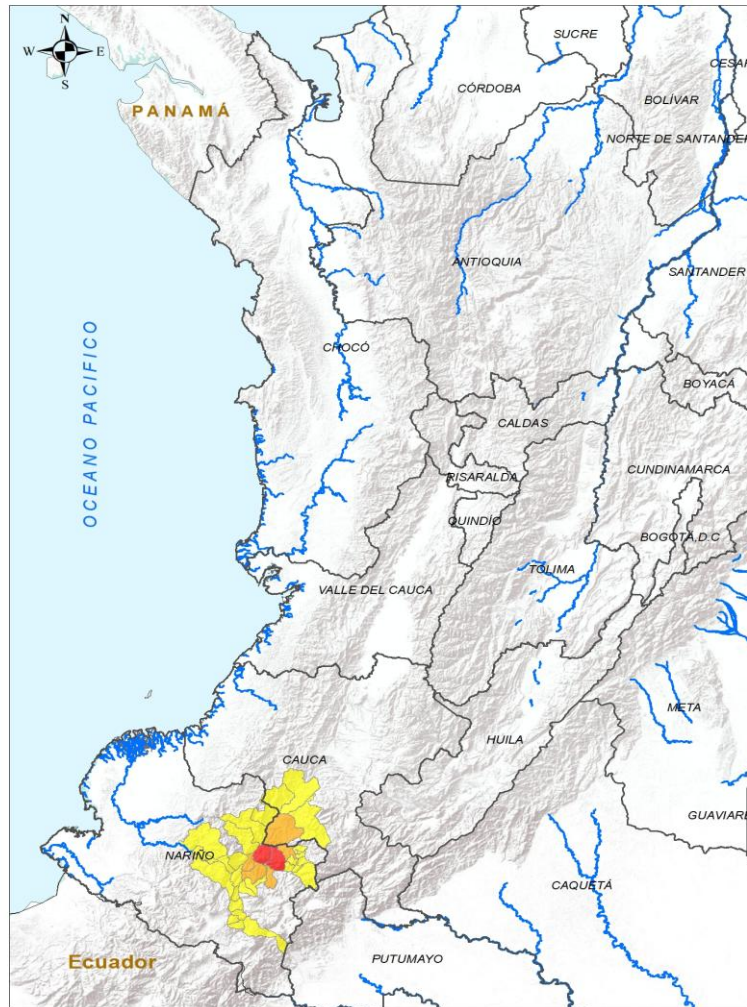 N
W E
S
SUCRE
CESAR
CÓRDOBA
BOLÍVAR
PANAMÁ
NORTE DE SANTANDER
ANTIOQUIA
SANTANDER
OCEANO PACIFICO
CHOCÓ
BOYACÁ
CALDAS
CUNDINAMARCA
RISARALDA
QUINDÍO
BOGOTÁ,D.C
TOLIMA
VALLE DEL CAUCA
META
HUILA
CAUCA
GUAVIARE
NARIÑO
CAQUETÁ
Ecuador
PUTUMAYO